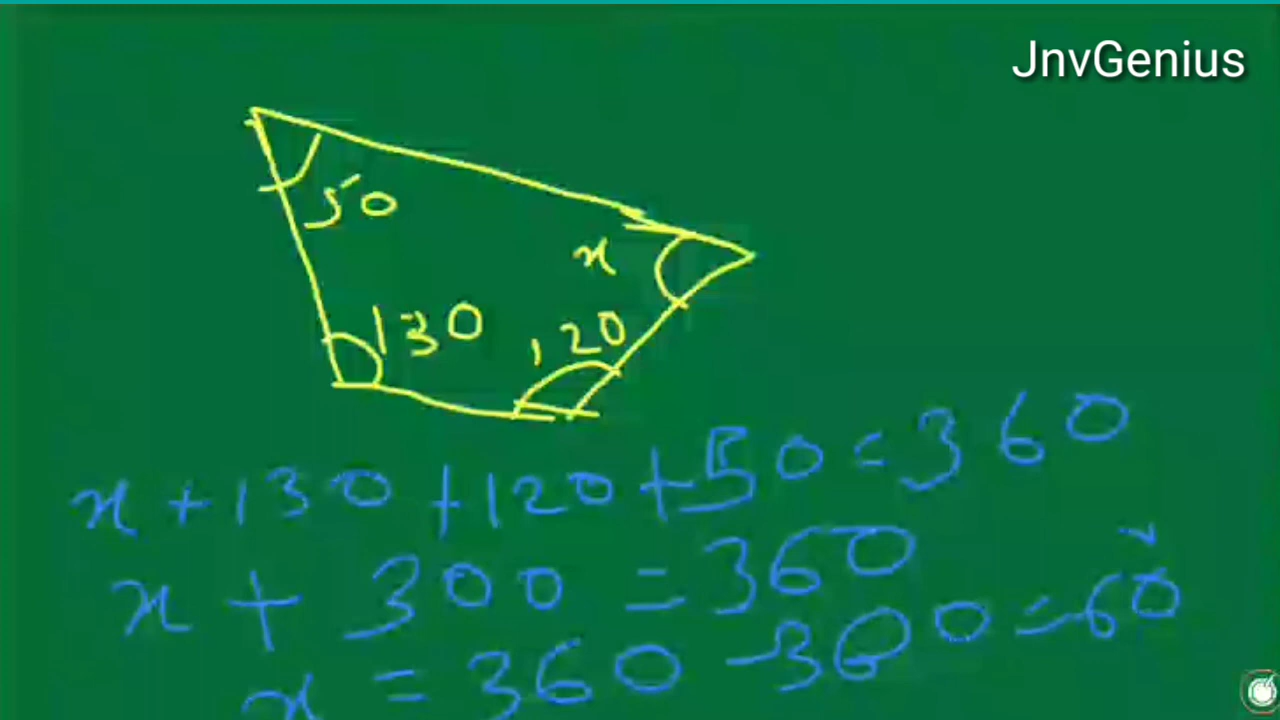 JnvGenius
50
x
130
120
x + 130 + 120 + 50 = 360
x + 300 = 360
x = 360 - 300 = 60